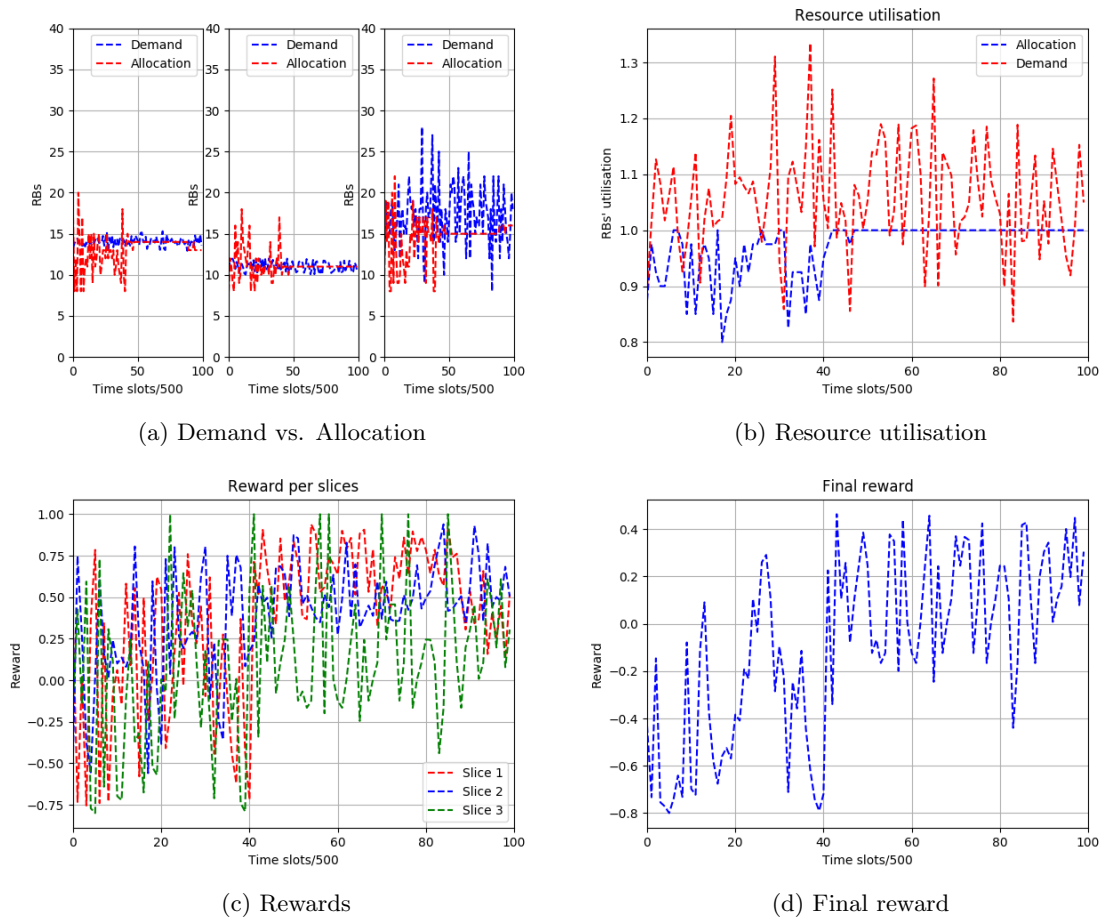 40
35
30
25
20
15
10
5
0
RBs
Demand
Allocation
0 50 100
Time slots/500
40
35
30
25
20
15
10
5
0
RBs
Demand
Allocation
0 50 100
Time slots/500
40
35
30
25
20
15
10
5
0
RBs
Demand
Allocation
0 50 100
Time slots/500
(a) Demand vs. Allocation
Resource utilisation
1.3
1.2
1.1
1.0
0.9
0.8
RBs' utilisation
Allocation
Demand
0 20 40 60 80 100
Time slots/500
(b) Resource utilisation
Reward per slices
1.00
0.75
0.50
0.25
0.00
−0.25
−0.50
−0.75
Reward
Slice 1
Slice 2
Slice 3
0 20 40 60 80 100
Time slots/500
(c) Rewards
Final reward
0.4
0.2
0.0
−0.2
−0.4
−0.6
−0.8
Reward
0 20 40 60 80 100
Time slots/500
(d) Final reward